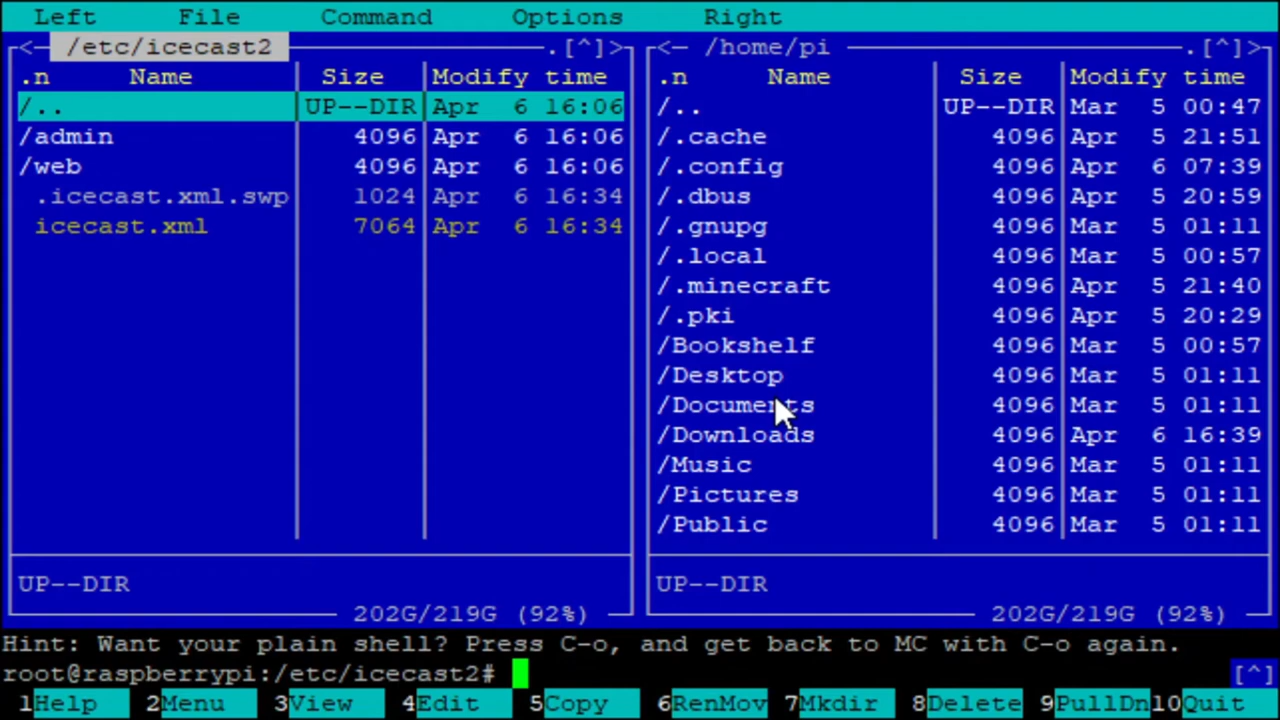 Left File Command Options Right
<— /etc/icecast2 .[^]> <— /home/pi .[^]>
.n Name Size Modify time .n Name Size Modify time
/.. UP--DIR Apr 6 16:06 /.. UP--DIR Mar 5 00:47
/admin 4096 Apr 6 16:06 /.cache 4096 Apr 5 21:51
/web 4096 Apr 6 16:06 /.config 4096 Apr 6 07:39
.icecast.xml.swp 1024 Apr 6 16:34 /.dbus 4096 Apr 5 20:59
icecast.xml 7064 Apr 6 16:34 /.gnupg 4096 Mar 5 01:11
/.local 4096 Mar 5 00:57
/.minecraft 4096 Apr 5 21:40
/.pki 4096 Apr 5 20:29
/Bookshelf 4096 Mar 5 00:57
/Desktop 4096 Mar 5 01:11
/Documents 4096 Mar 5 01:11
/Downloads 4096 Apr 6 16:39
/Music 4096 Mar 5 01:11
/Pictures 4096 Mar 5 01:11
/Public 4096 Mar 5 01:11
UP--DIR UP--DIR
202G/219G (92%) 202G/219G (92%)
Hint: Want your plain shell? Press C-o, and get back to MC with C-o again.
root@raspberrypi:/etc/icecast2# [^]
1Help 2Menu 3View 4Edit 5Copy 6RenMov 7Mkdir 8Delete 9PullDn10Quit